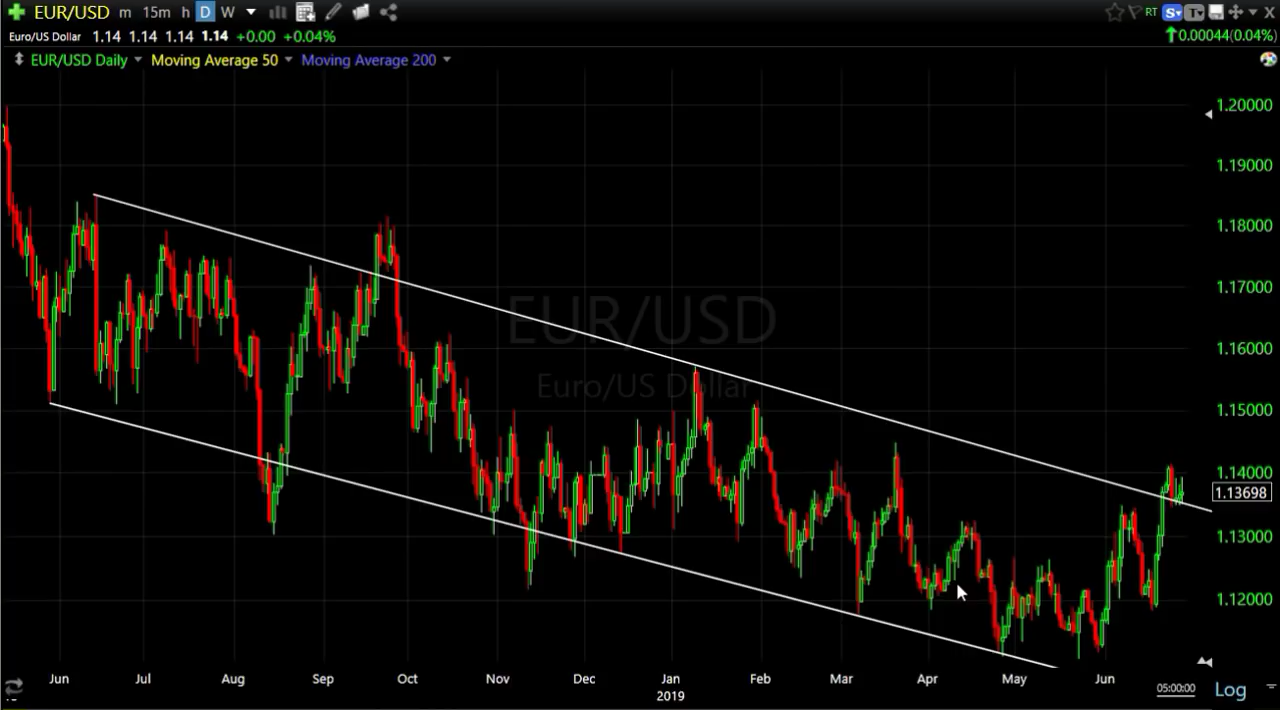 EUR/USD m 15m h D W RT S T
Euro/US Dollar 1.14 1.14 1.14 1.14 +0.00 +0.04% 0.00044(0.04%)
EUR/USD Daily Moving Average 50 Moving Average 200
1.20000
1.19000
1.18000
1.17000
EUR/USD
1.16000
Euro/US Dollar
1.15000
1.14000
1.13698
1.13000
1.12000
Jun Jul Aug Sep Oct Nov Dec Jan Feb Mar Apr May Jun
2019
05:00:00 Log